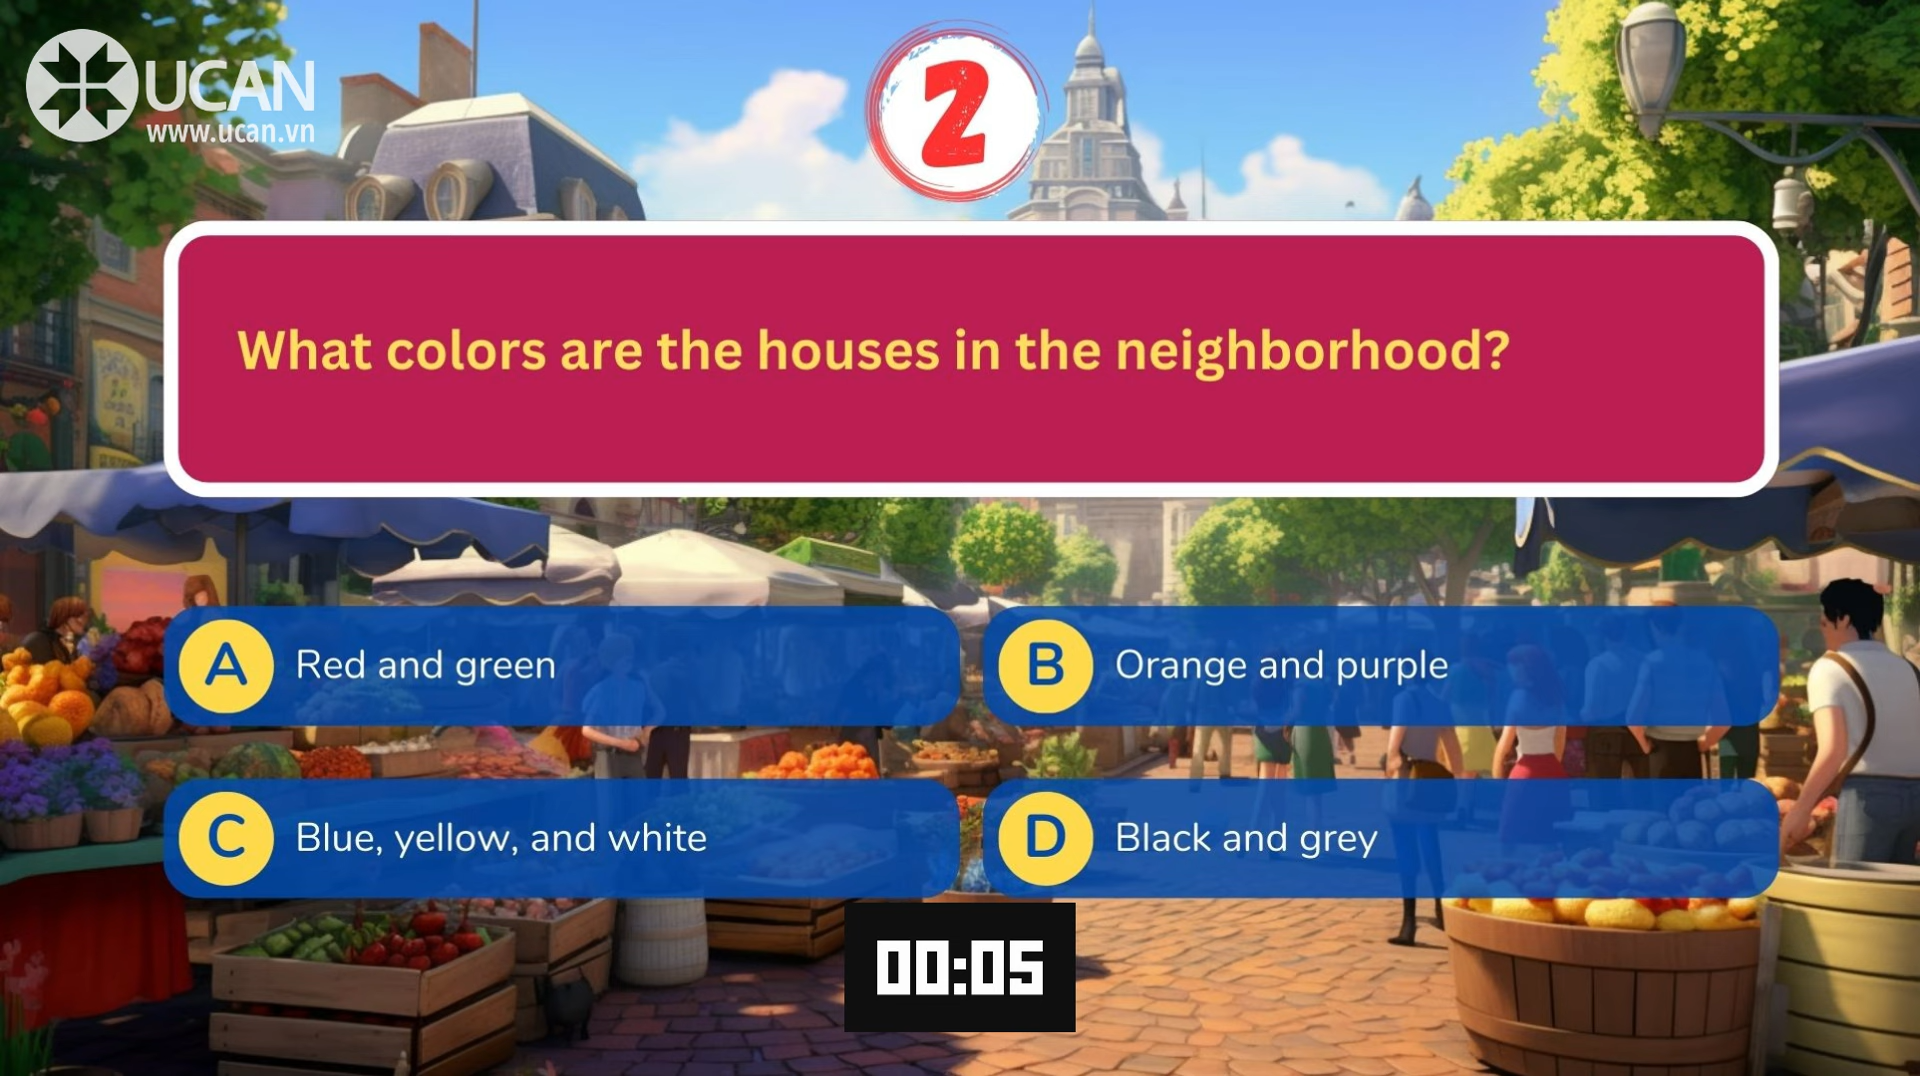 UCAN
www.ucan.vn
2
What colors are the houses in the neighborhood?
A Red and green
B Orange and purple
C Blue, yellow, and white
D Black and grey
00:05